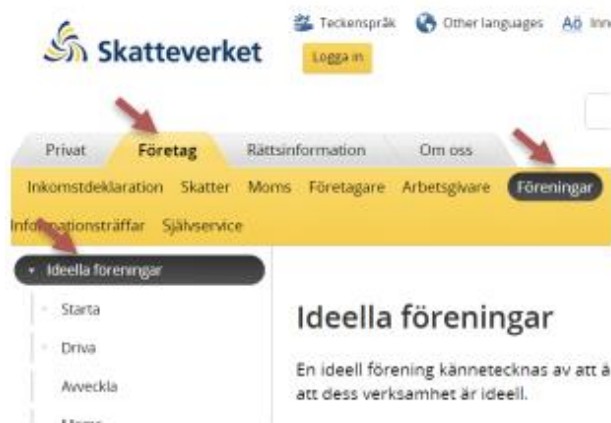 Teckenspråk Other languages Aö
Skatteverket
Logga in
Privat Företag Rättsinformation Om oss
Inkomstdeklaration Skatter Moms Företagare Arbetsgivare Föreningar
Informationsträffar Självservice
Ideella föreningar
Starta
Driva
Avveckla
Moms
Ideella föreningar
En ideell förening kännetecknas av att
att dess verksamhet är ideell.